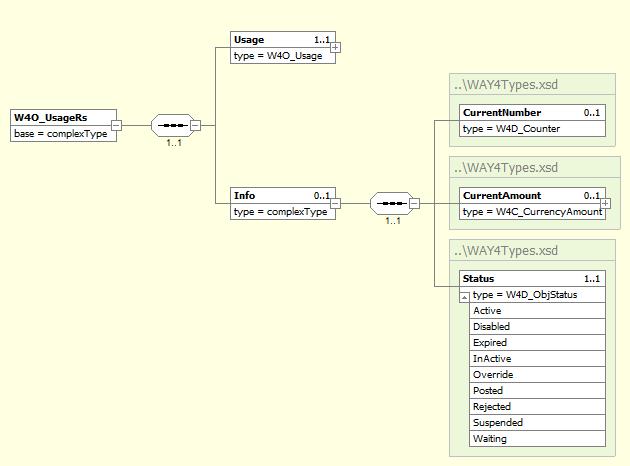 Usage 1..1
type = W4O_Usage
..\WAY4Types.xsd
W4O_UsageRs
base = complexType
1..1
CurrentNumber 0..1
type = W4D_Counter
..\WAY4Types.xsd
Info 0..1
type = complexType
1..1
CurrentAmount 0..1
type = W4C_CurrencyAmount
..\WAY4Types.xsd
Status 1..1
type = W4D_ObjStatus
Active
Disabled
Expired
InActive
Override
Posted
Rejected
Suspended
Waiting